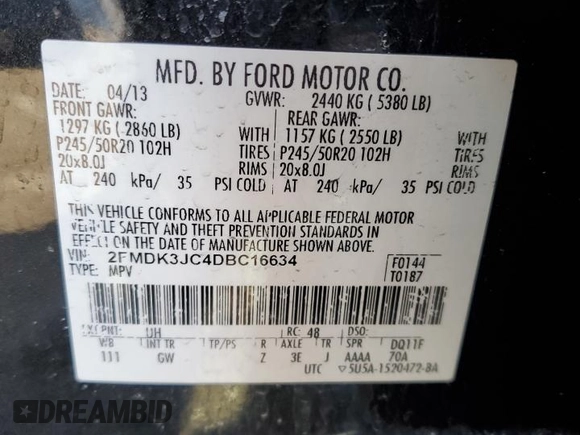 MFD. BY FORD MOTOR CO.
DATE: 04/13 GVWR: 2440 KG ( 5380 LB)
FRONT GAWR: REAR GAWR:
1297 KG ( 2860 LB) WITH 1157 KG ( 2550 LB) WITH
P245/50R20 102H TIRES P245/50R20 102H TIRES
20x8.0J RIMS 20x8.0J RIMS
AT 240 kPa/ 35 PSI COLD AT 240 kPa/ 35 PSI COLD
THIS VEHICLE CONFORMS TO ALL APPLICABLE FEDERAL MOTOR
VEHICLE SAFETY AND THEFT PREVENTION STANDARDS IN
EFFECT ON THE DATE OF MANUFACTURE SHOWN ABOVE.
VIN: 2FMDK3JC4DBC16634 F0144
TYPE: MPV T0187
EXT PNT: UH RC: 48 DSO:
WB INT TR TP/PS R AXLE TR SPR DQ11F
111 GW Z 3E J AAAA 70A
UTC ▽5U5A-1520472-BA
DREAMBID